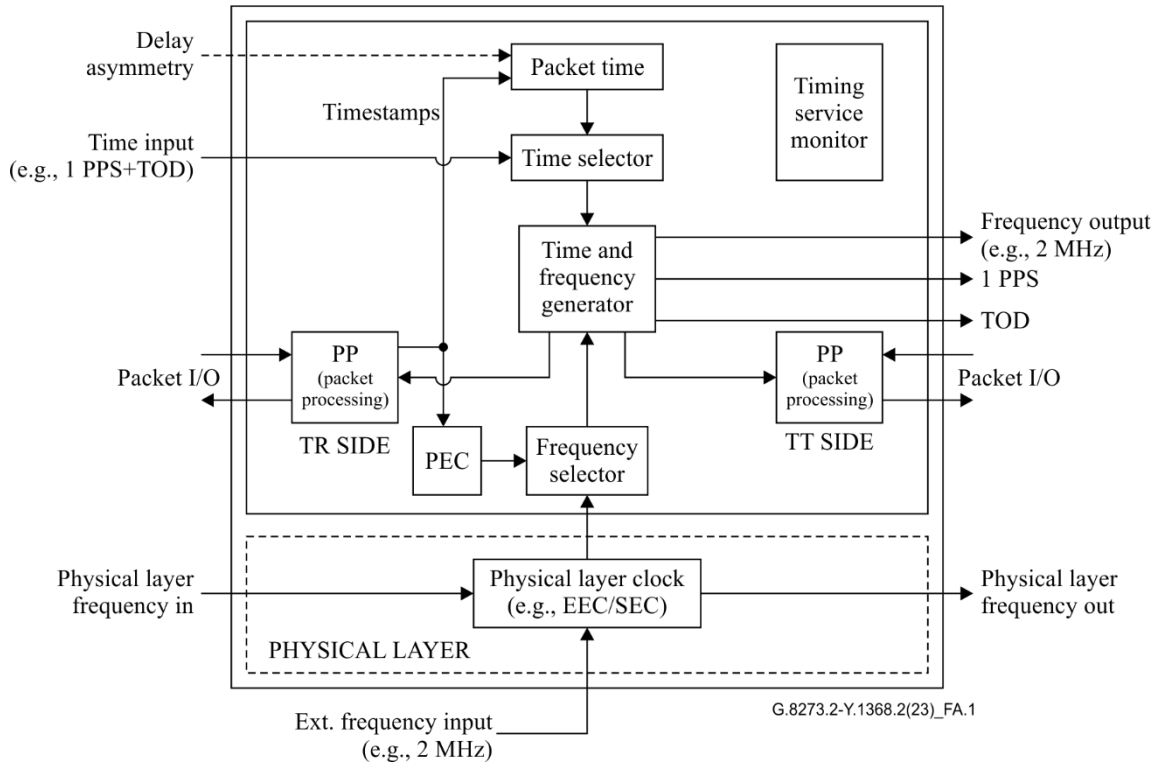 Delay
asymmetry
Packet time
Timing
service
monitor
Timestamps
Time input
(e.g., 1 PPS+TOD)
Time selector
Time and
frequency
generator
Frequency output
(e.g., 2 MHz)
1 PPS
TOD
Packet I/O
PP
(packet
processing)
TR SIDE
PP
(packet
processing)
TT SIDE
Packet I/O
PEC
Frequency
selector
Physical layer
frequency in
Physical layer clock
(e.g., EEC/SEC)
Physical layer
frequency out
PHYSICAL LAYER
Ext. frequency input
(e.g., 2 MHz)
G.8273.2-Y.1368.2(23)_FA.1